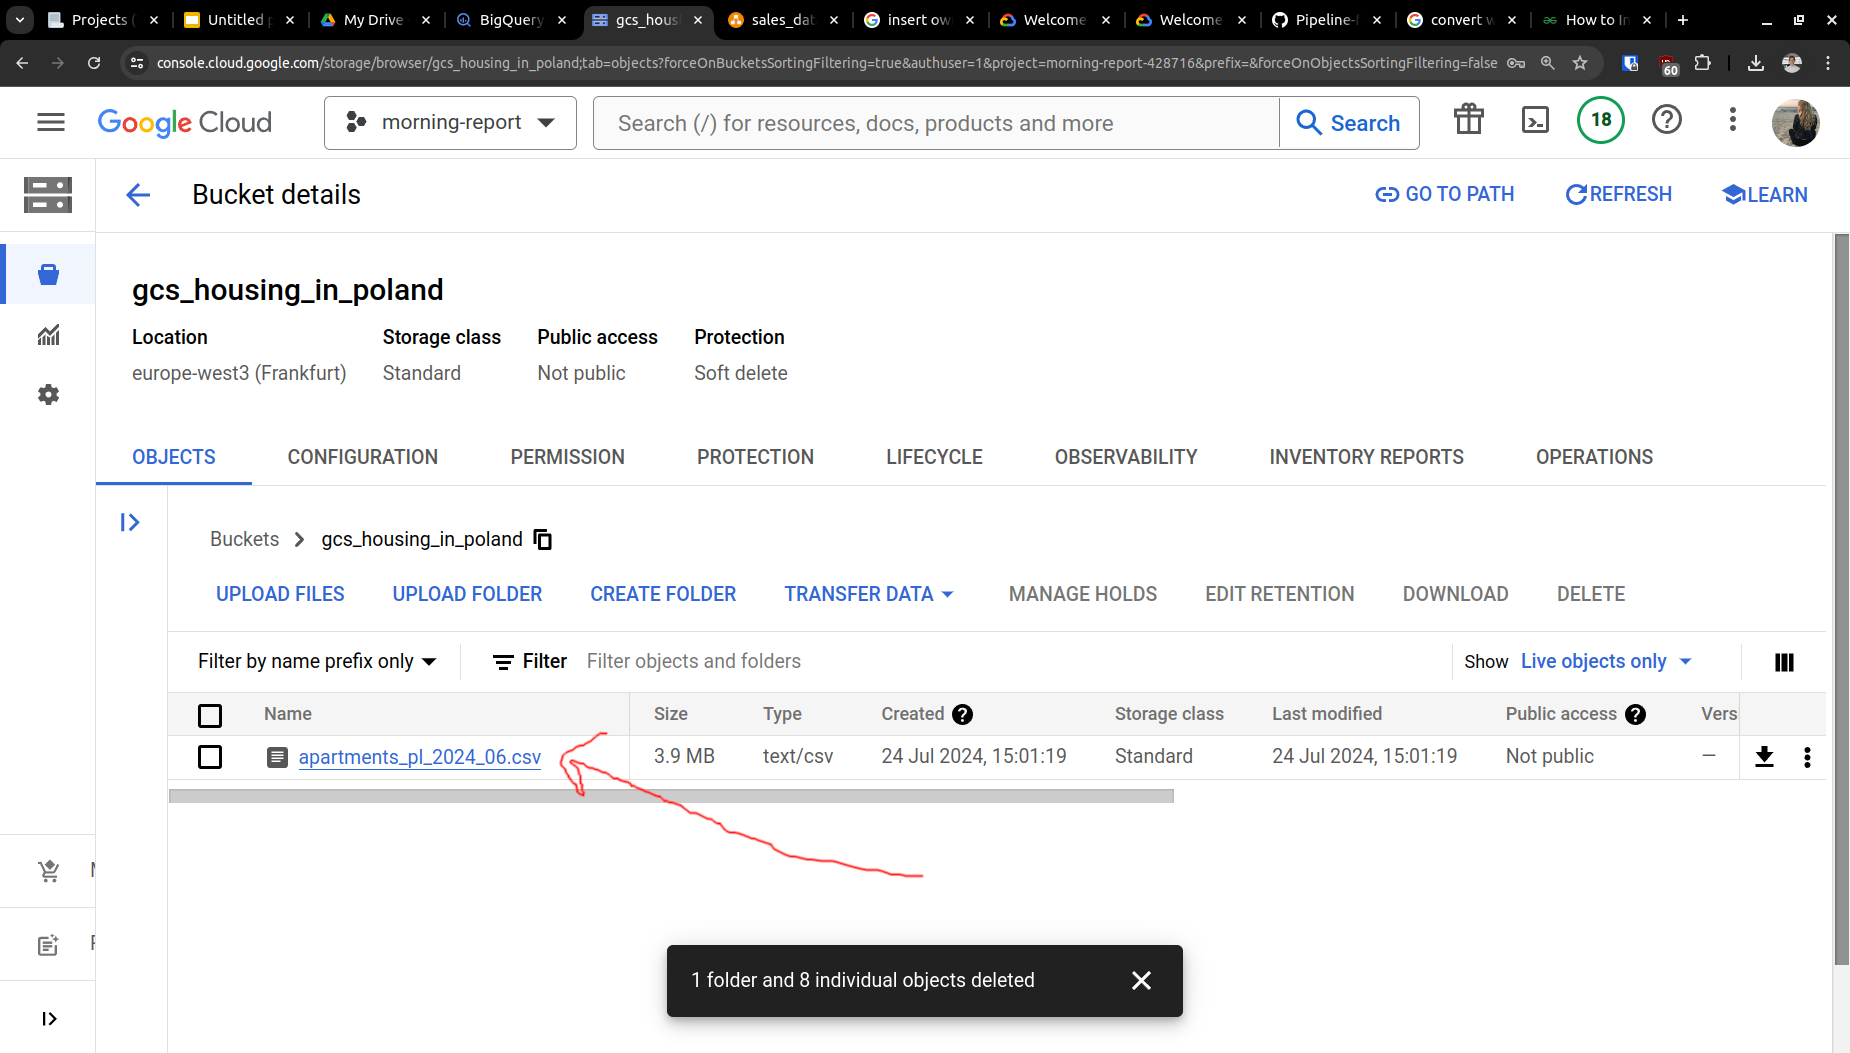 Projects (
Untitled p
My Drive
BigQuery
gcs_hous
sales_dat
insert ow
Welcome
Welcome
Pipeline-f
convert w
How to In
console.cloud.google.com/storage/browser/gcs_housing_in_poland;tab=objects?forceOnBucketsSortingFiltering=true&authuser=1&project=morning-report-428716&prefix=&forceOnObjectsSortingFiltering=false
60
Google Cloud
morning-report
Search (/) for resources, docs, products and more
Search
18
Bucket details
GO TO PATH
REFRESH
LEARN
gcs_housing_in_poland
Location Storage class Public access Protection
europe-west3 (Frankfurt) Standard Not public Soft delete
OBJECTS CONFIGURATION PERMISSION PROTECTION LIFECYCLE OBSERVABILITY INVENTORY REPORTS OPERATIONS
Buckets > gcs_housing_in_poland
UPLOAD FILES UPLOAD FOLDER CREATE FOLDER TRANSFER DATA MANAGE HOLDS EDIT RETENTION DOWNLOAD DELETE
Filter by name prefix only Filter Filter objects and folders Show Live objects only
Name Size Type Created Storage class Last modified Public access Vers
apartments_pl_2024_06.csv 3.9 MB text/csv 24 Jul 2024, 15:01:19 Standard 24 Jul 2024, 15:01:19 Not public —
1 folder and 8 individual objects deleted